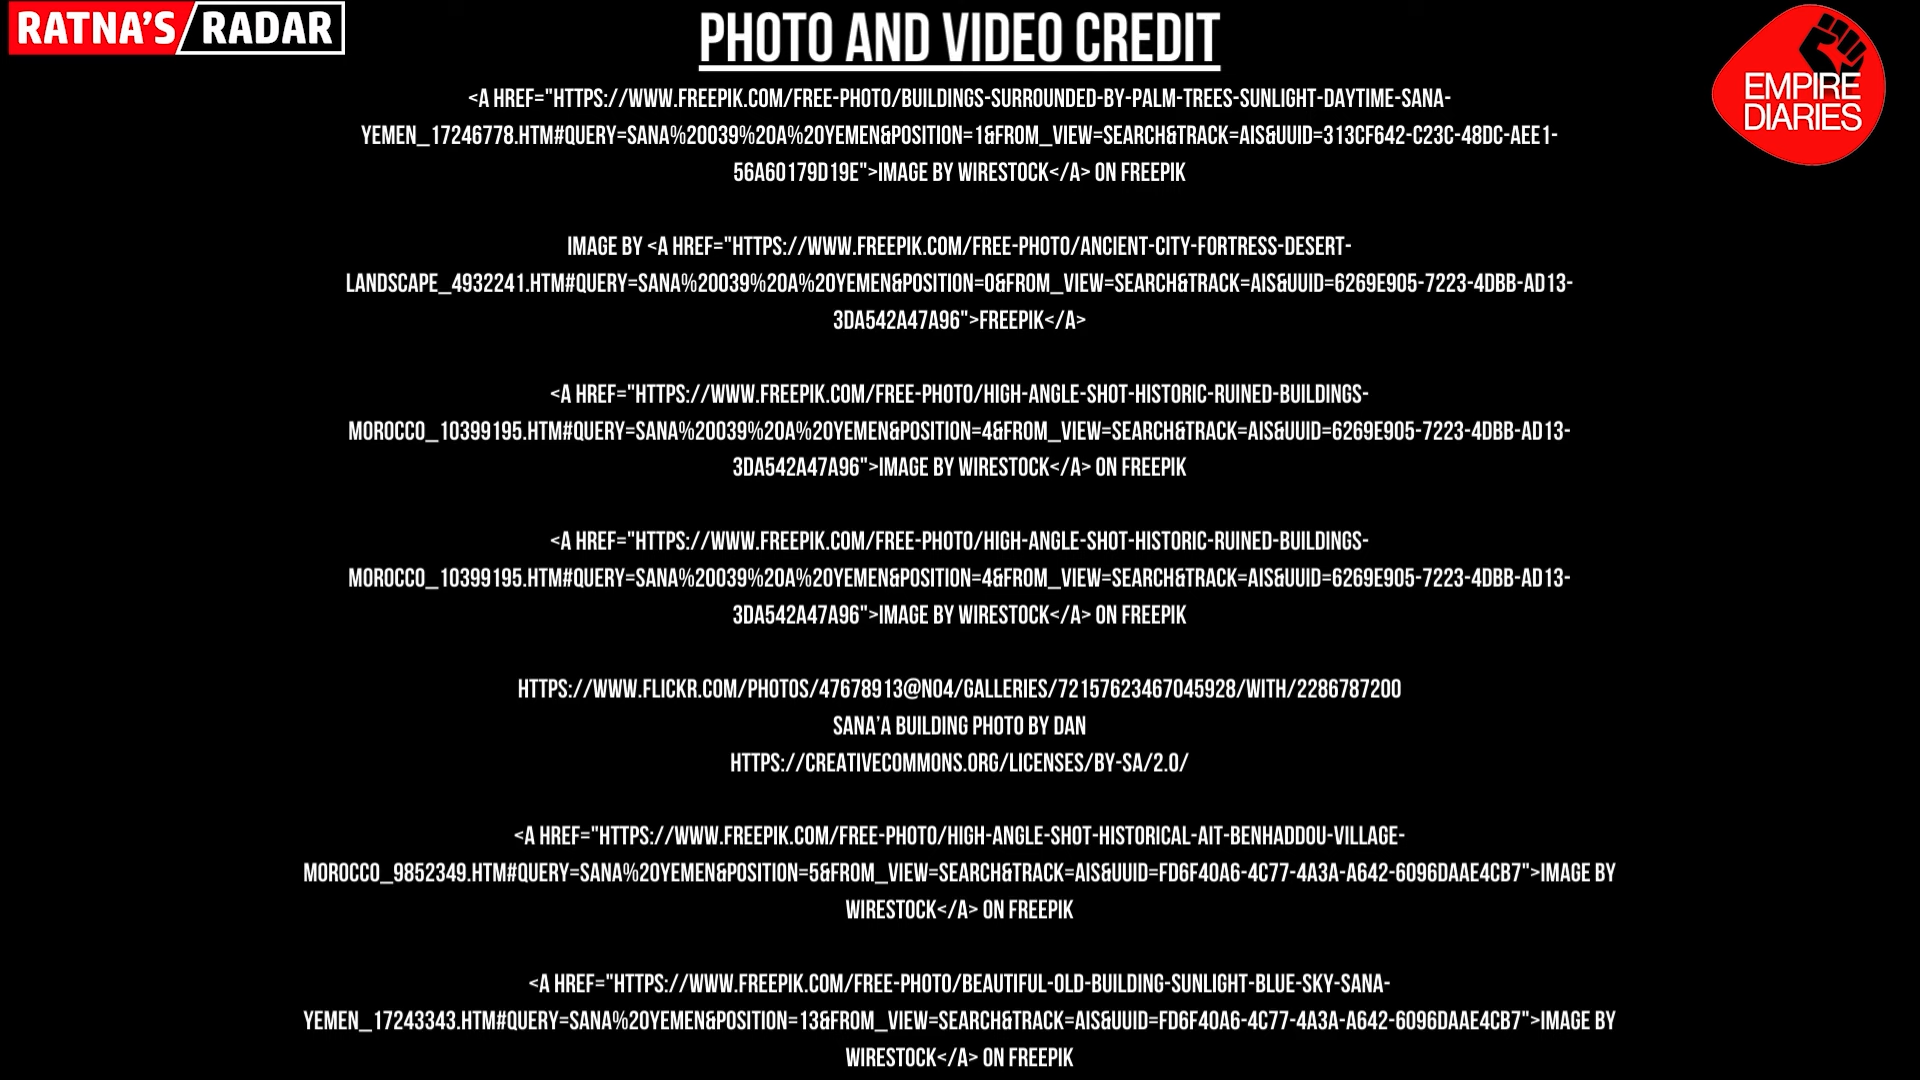 RATNA'S/RADAR
PHOTO AND VIDEO CREDIT
EMPIRE
DIARIES
<A HREF="HTTPS://WWW.FREEPIK.COM/FREE-PHOTO/BUILDINGS-SURROUNDED-BY-PALM-TREES-SUNLIGHT-DAYTIME-SANA-
YEMEN_17246778.HTM#QUERY=SANA%20039%20A%20YEMEN&POSITION=1&FROM_VIEW=SEARCH&TRACK=AIS&UUID=313CF642-C23C-48DC-AEE1-
56A60179D19E">IMAGE BY WIRESTOCK</A> ON FREEPIK
IMAGE BY <A HREF="HTTPS://WWW.FREEPIK.COM/FREE-PHOTO/ANCIENT-CITY-FORTRESS-DESERT-
LANDSCAPE_4932241.HTM#QUERY=SANA%20039%20A%20YEMEN&POSITION=0&FROM_VIEW=SEARCH&TRACK=AIS&UUID=6269E905-7223-4DBB-AD13-
3DA542A47A96">FREEPIK</A>
<A HREF="HTTPS://WWW.FREEPIK.COM/FREE-PHOTO/HIGH-ANGLE-SHOT-HISTORIC-RUINED-BUILDINGS-
MOROCCO_10399195.HTM#QUERY=SANA%20039%20A%20YEMEN&POSITION=4&FROM_VIEW=SEARCH&TRACK=AIS&UUID=6269E905-7223-4DBB-AD13-
3DA542A47A96">IMAGE BY WIRESTOCK</A> ON FREEPIK
<A HREF="HTTPS://WWW.FREEPIK.COM/FREE-PHOTO/HIGH-ANGLE-SHOT-HISTORIC-RUINED-BUILDINGS-
MOROCCO_10399195.HTM#QUERY=SANA%20039%20A%20YEMEN&POSITION=4&FROM_VIEW=SEARCH&TRACK=AIS&UUID=6269E905-7223-4DBB-AD13-
3DA542A47A96">IMAGE BY WIRESTOCK</A> ON FREEPIK
HTTPS://WWW.FLICKR.COM/PHOTOS/47678913@N04/GALLERIES/72157623467045928/WITH/2286787200
SANA'A BUILDING PHOTO BY DAN
HTTPS://CREATIVECOMMONS.ORG/LICENSES/BY-SA/2.0/
<A HREF="HTTPS://WWW.FREEPIK.COM/FREE-PHOTO/HIGH-ANGLE-SHOT-HISTORICAL-AIT-BENHADDOU-VILLAGE-
MOROCCO_9852349.HTM#QUERY=SANA%20YEMEN&POSITION=5&FROM_VIEW=SEARCH&TRACK=AIS&UUID=FD6F40A6-4C77-4A3A-A642-6096DAAE4CB7">IMAGE BY
WIRESTOCK</A> ON FREEPIK
<A HREF="HTTPS://WWW.FREEPIK.COM/FREE-PHOTO/BEAUTIFUL-OLD-BUILDING-SUNLIGHT-BLUE-SKY-SANA-
YEMEN_17243343.HTM#QUERY=SANA%20YEMEN&POSITION=13&FROM_VIEW=SEARCH&TRACK=AIS&UUID=FD6F40A6-4C77-4A3A-A642-6096DAAE4CB7">IMAGE BY
WIRESTOCK</A> ON FREEPIK